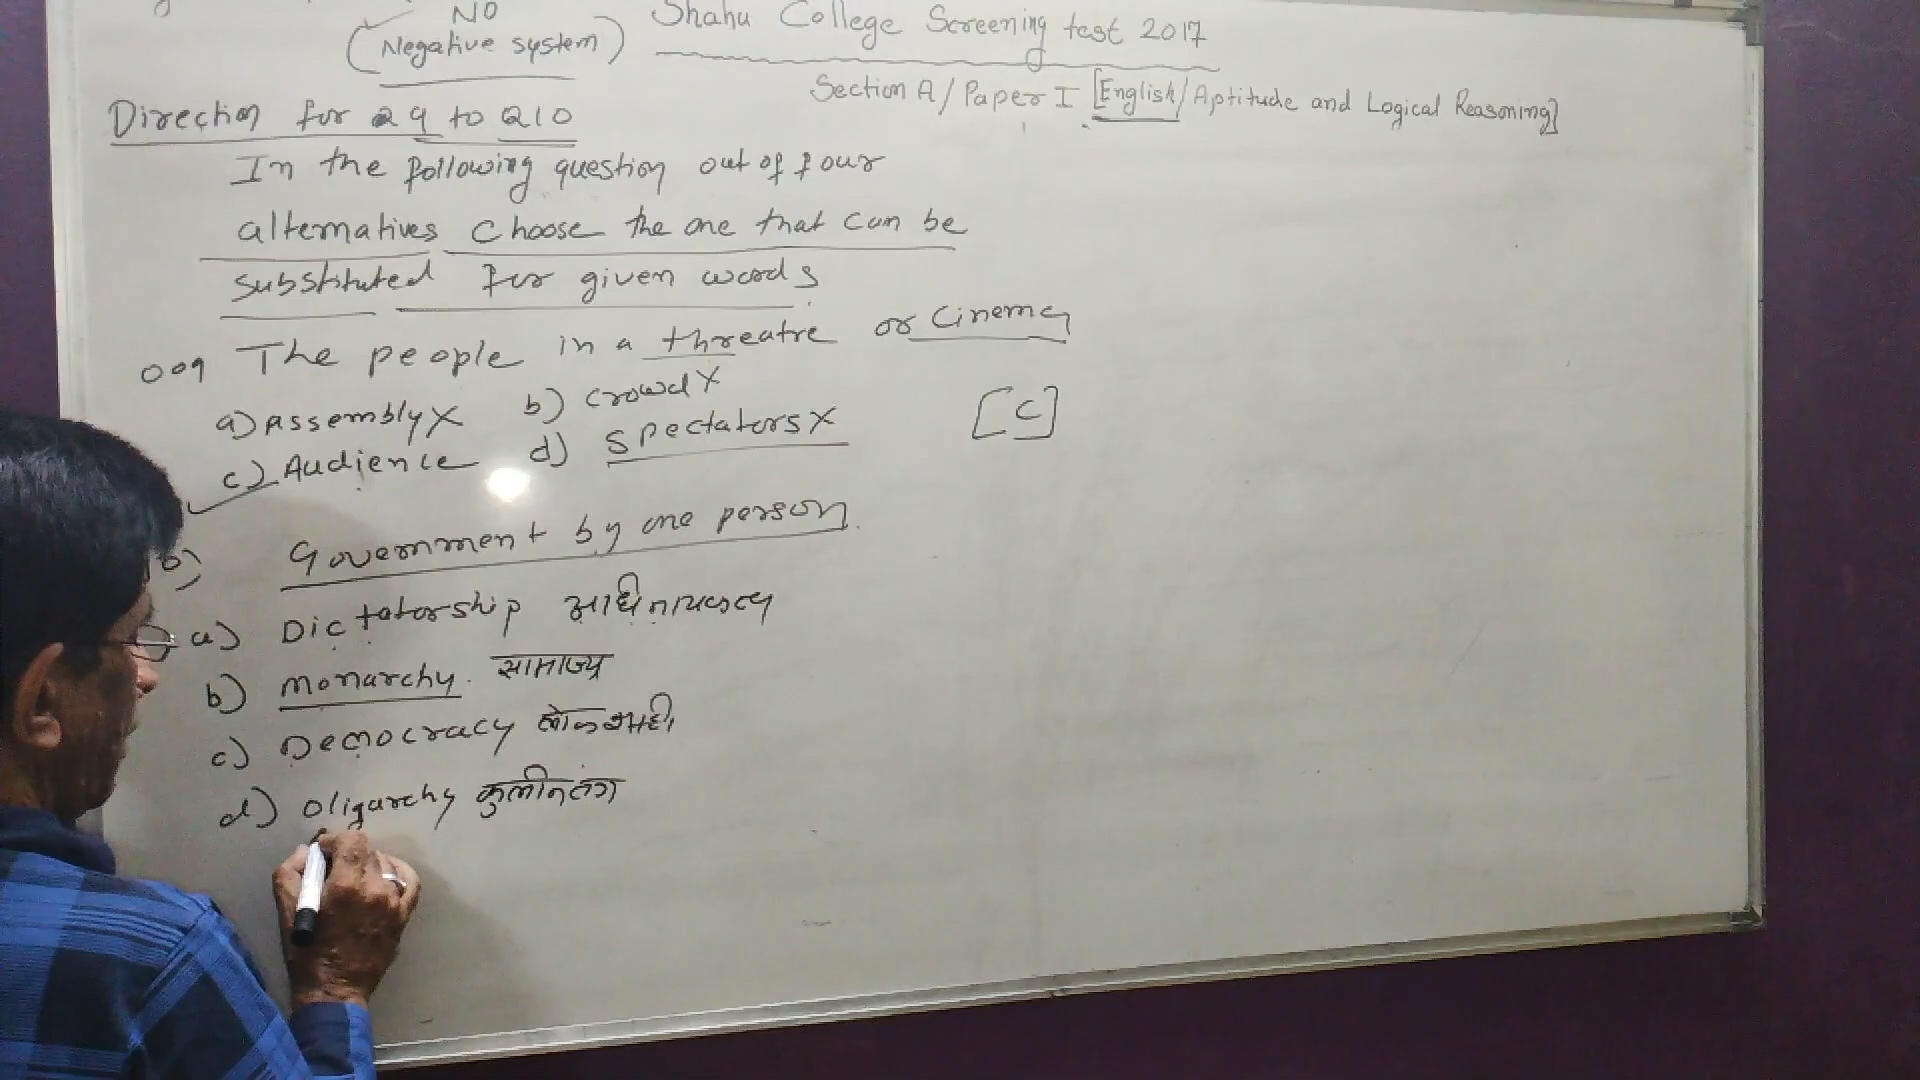 NO
(Negative system)
Shahu College Screening test 2017
Section A/ Paper I [English/Aptitude and Logical Reasoning]
Direction for Q9 to Q10
In the following question out of four
alternatives choose the one that can be
substituted for given words
009 The people in a threatre or Cinema
a) Assembly X b) Crowd X
c) Audience d) Spectators X [C]
Government by one person.
a) Dictatorship अधिनायकत्व
b) Monarchy. साम्राज्य
c) Democracy लोकशाही
d) Oligarchy कुलीनतंत्र